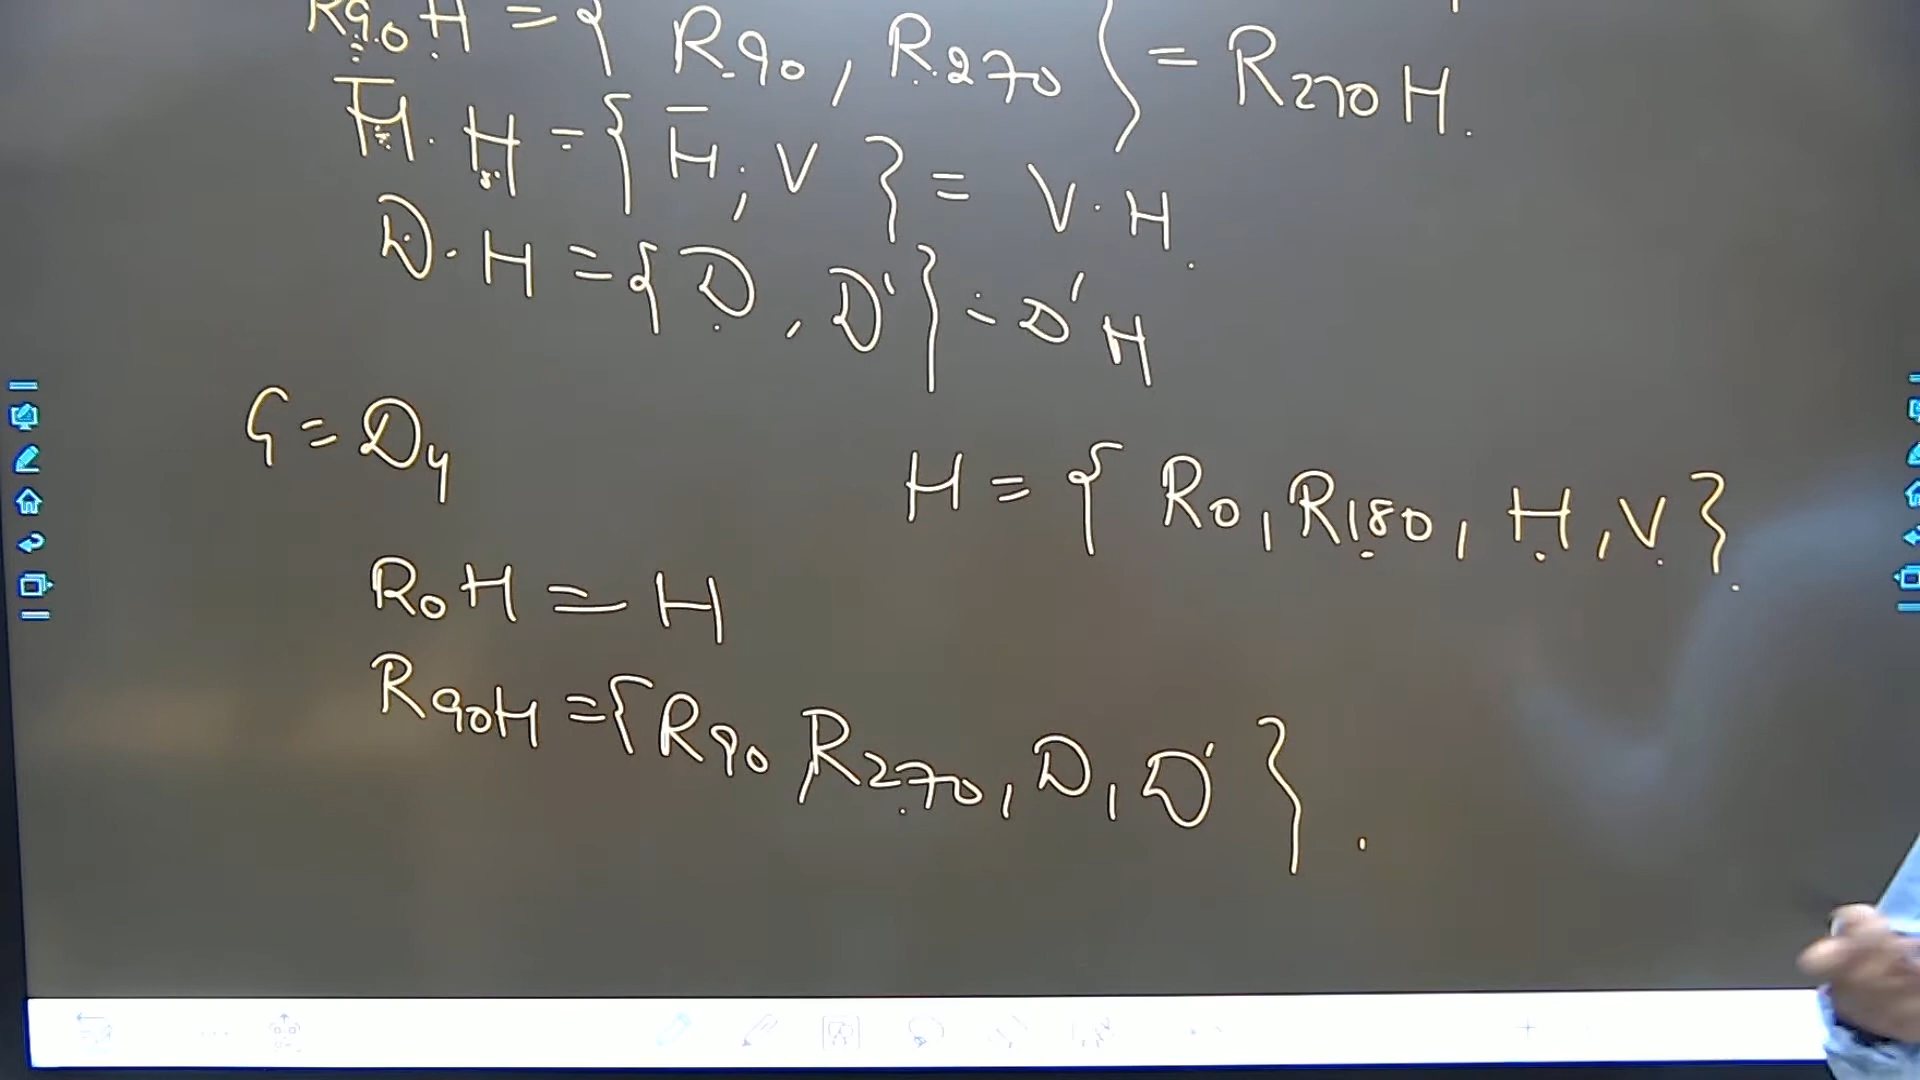 R90H = { R90, R270 } = R270H.
H̅ . H = { H̅, V } = V.H.
D.H = { D, D' } = D'H
G = D4
H = { R0, R180, H, V }.
R0H = H
R90H = { R90, R270, D, D' }.